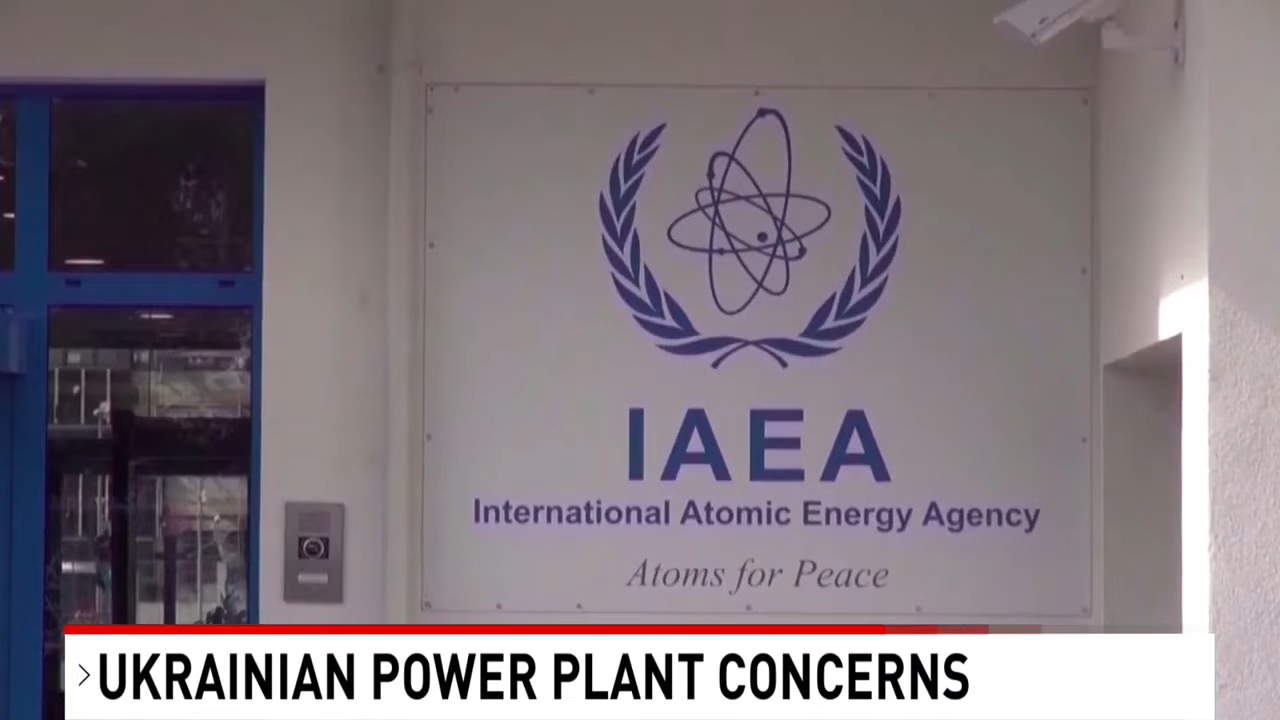 IAEA
International Atomic Energy Agency
Atoms for Peace
UKRAINIAN POWER PLANT CONCERNS